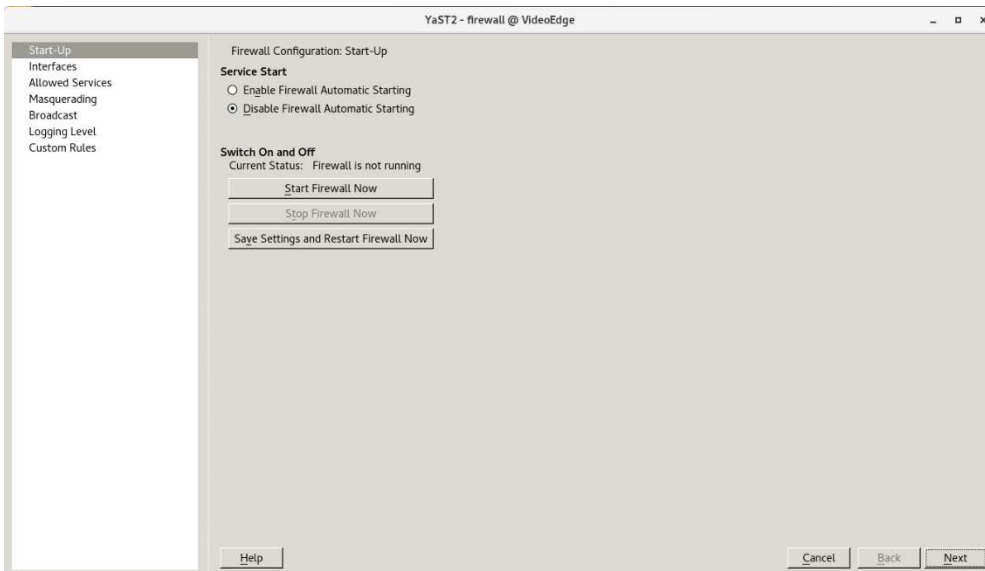 YaST2 - firewall @ VideoEdge
Start-Up
Interfaces
Allowed Services
Masquerading
Broadcast
Logging Level
Custom Rules
Firewall Configuration: Start-Up
Service Start
Enable Firewall Automatic Starting
Disable Firewall Automatic Starting
Switch On and Off
Current Status: Firewall is not running
Start Firewall Now
Stop Firewall Now
Save Settings and Restart Firewall Now
Help
Cancel
Back
Next